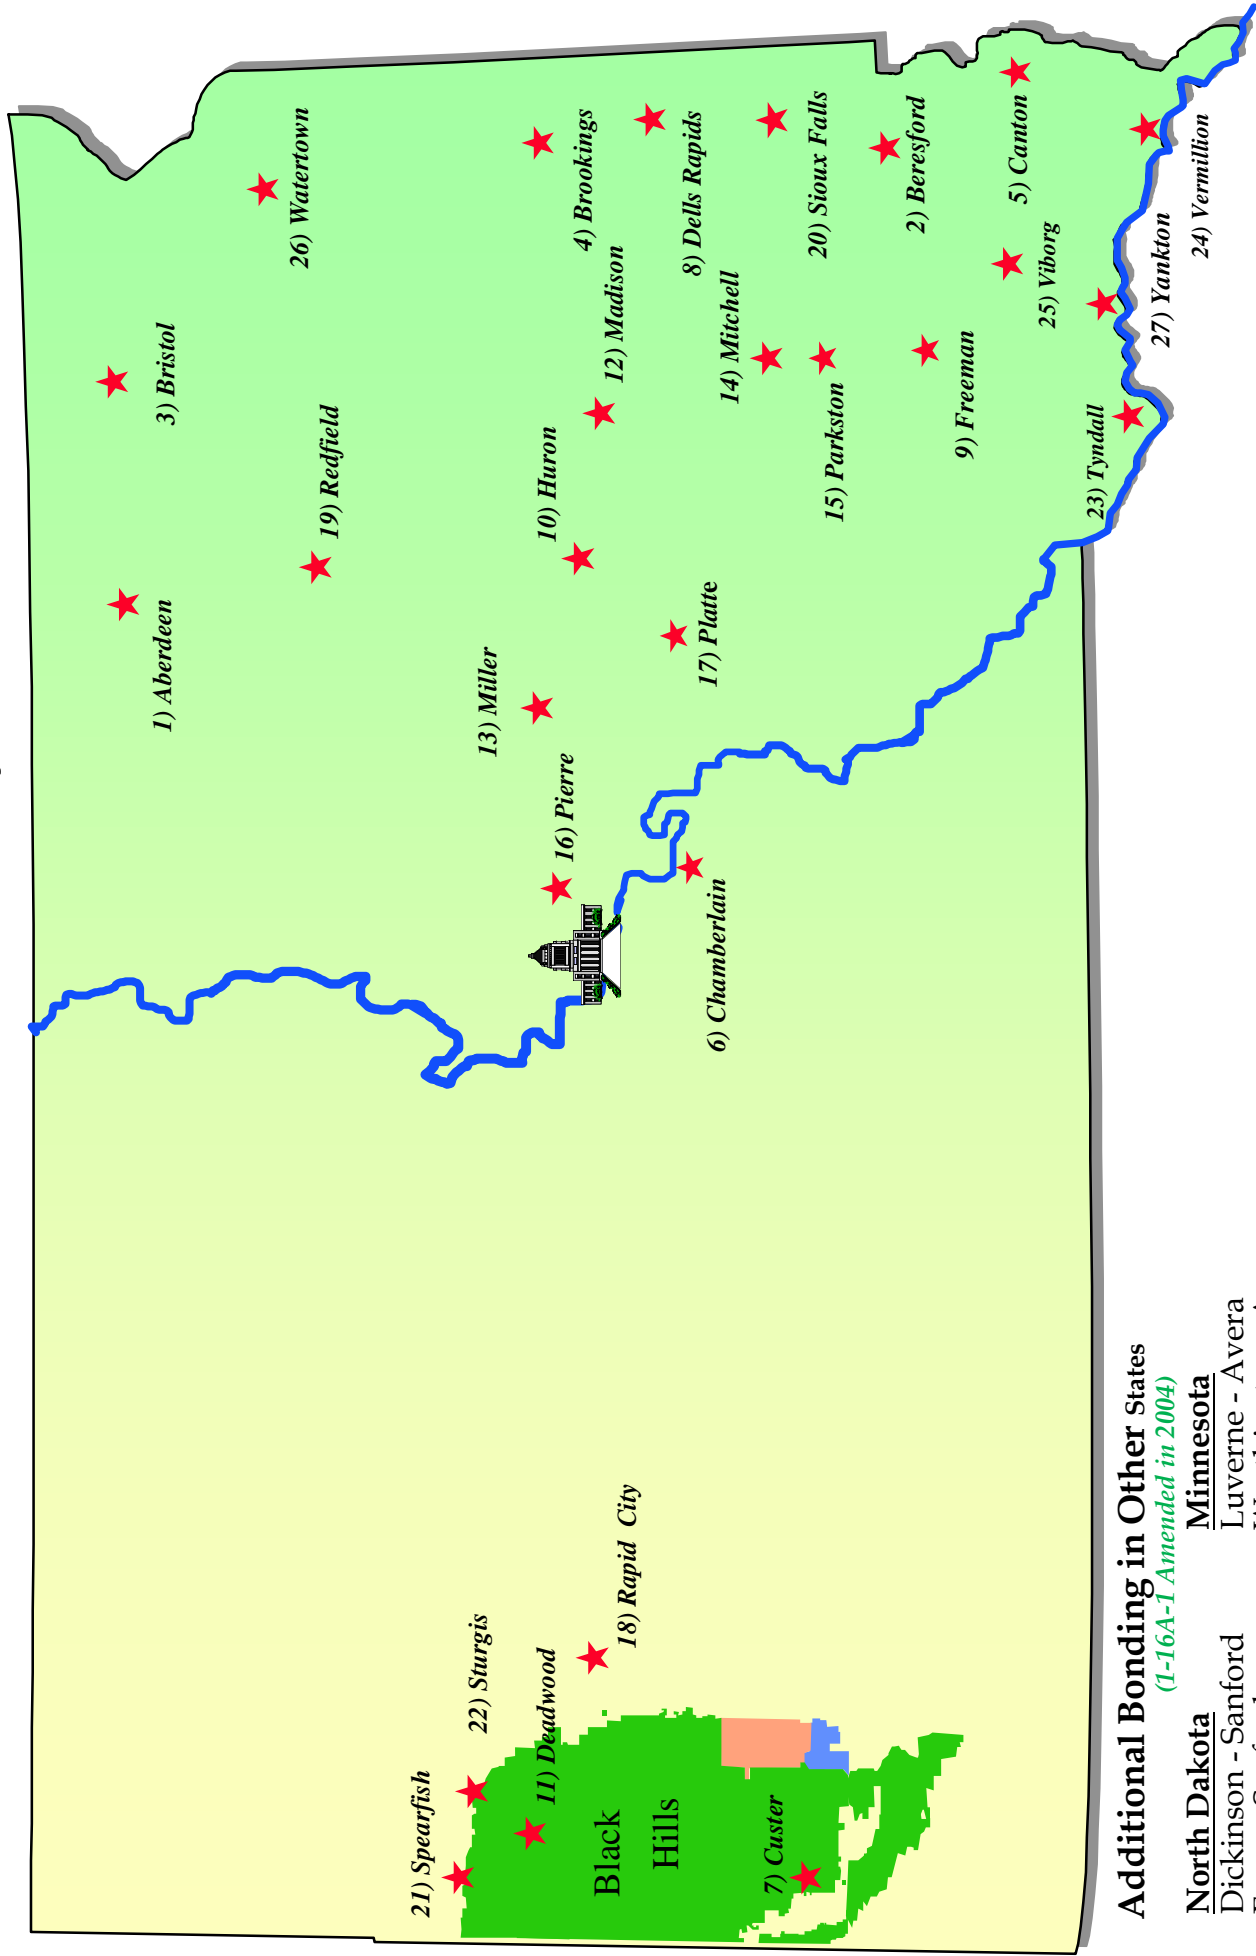 3) Bristol
1) Aberdeen
26) Watertown
19) Redfield
21) Spearfish
22) Sturgis
13) Miller
10) Huron
11) Deadwood
16) Pierre
4) Brookings
12) Madison
18) Rapid City
Black
Hills
8) Dells Rapids
17) Platte
6) Chamberlain
14) Mitchell
7) Custer
20) Sioux Falls
15) Parkston
2) Beresford
9) Freeman
5) Canton
25) Viborg
23) Tyndall
27) Yankton
24) Vermillion
Additional Bonding in Other States
(1-16A-1 Amended in 2004)
North Dakota
Dickinson - Sanford
Minnesota
Luverne - Avera